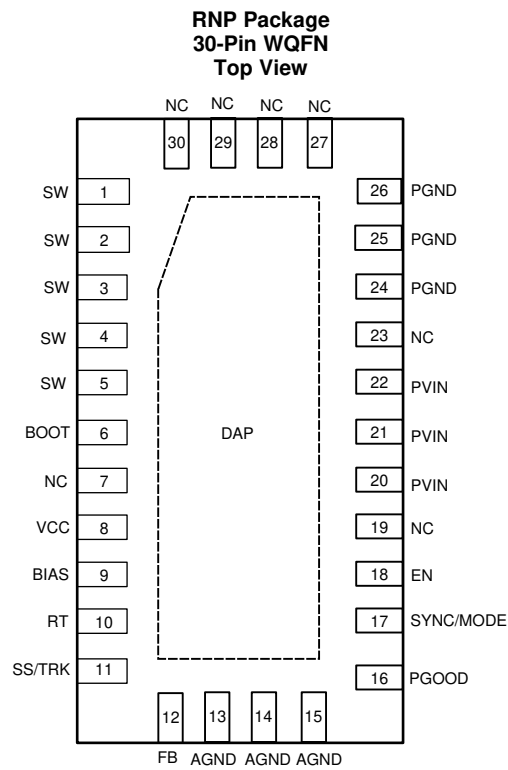 RNP Package
30-Pin WQFN
Top View
NC NC NC NC
30 29 28 27
SW 1 26 PGND
SW 2 25 PGND
SW 3 24 PGND
SW 4 23 NC
SW 5 22 PVIN
BOOT 6 DAP 21 PVIN
NC 7 20 PVIN
VCC 8 19 NC
BIAS 9 18 EN
RT 10 17 SYNC/MODE
SS/TRK 11 16 PGOOD
12 13 14 15
FB AGND AGND AGND